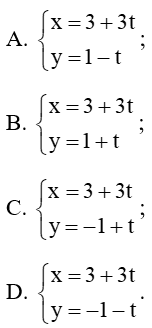 A. { x = 3 + 3t
y = 1 – t ;
B. { x = 3 + 3t
y = 1 + t ;
C. { x = 3 + 3t
y = –1 + t ;
D. { x = 3 + 3t
y = –1 – t .